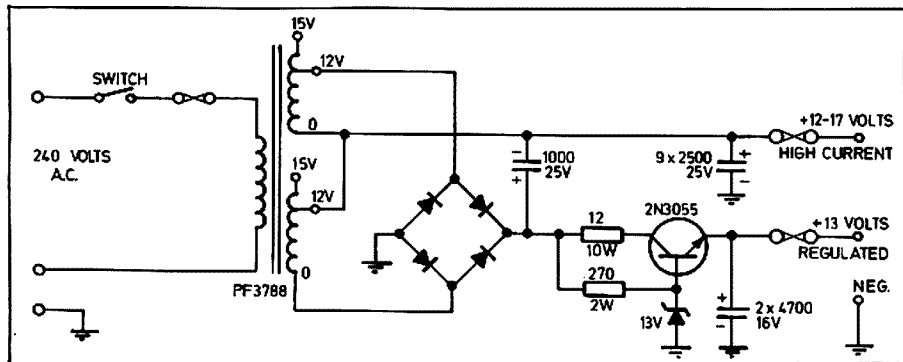 15V
12V
SWITCH
0
240 VOLTS
A.C.
15V
12V
0
PF3788
-
+
1000
25V
9 x 2500
25V
+
-
+12-17 VOLTS
HIGH CURRENT
12
10W
2N3055
270
2W
13V
+
-
2 x 4700
16V
+13 VOLTS
REGULATED
NEG.